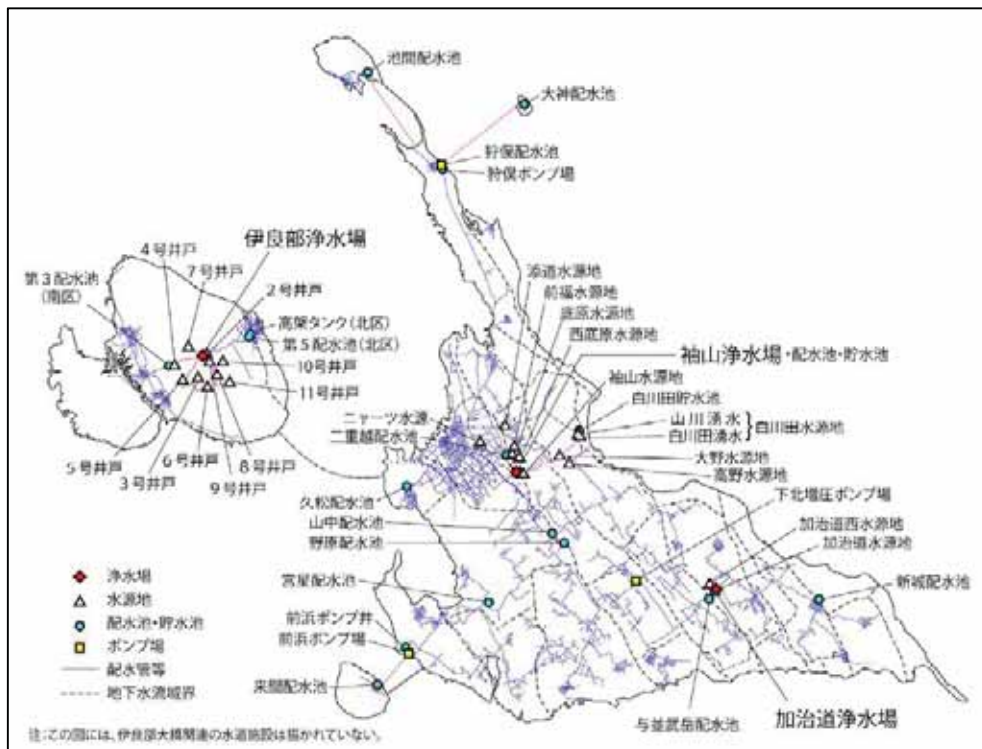 池間配水池
大神配水池
狩俣配水池
狩俣ポンプ場
伊良部浄水場
4号井戸
7号井戸
第3配水池
(南区)
2号井戸
高架タンク(北区)
第5配水池(北区)
10号井戸
11号井戸
5号井戸
3号井戸
6号井戸
9号井戸
8号井戸
添道水源地
前福水源地
底原水源地
西底原水源地
袖山浄水場・配水池・貯水池
袖山水源地
白川田貯水池
山川湧水
白川田湧水
白川田水源地
ニャーツ水源
二重越配水池
大野水源地
高野水源地
久松配水池
下北増圧ポンプ場
山中配水池
野原配水池
加治道西水源地
加治道水源地
宮星配水池
新城配水池
前浜ポンプ井
前浜ポンプ場
来間配水池
与並武岳配水池
加治道浄水場
浄水場
水源地
配水池・貯水池
ポンプ場
配水管等
地下水流域界
注:この図には、伊良部大橋関連の水道施設は描かれていない。